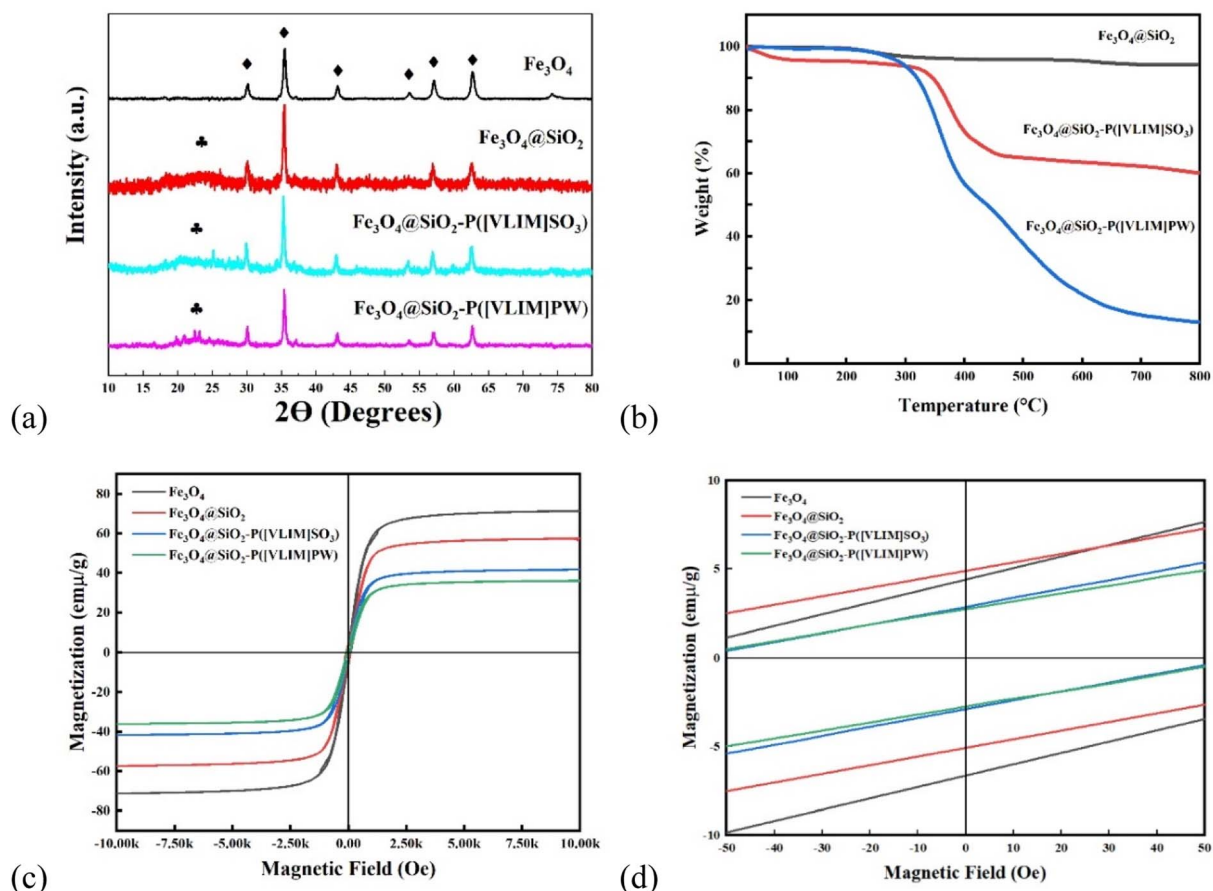 Fe₃O₄
Fe₃O₄@SiO₂
Fe₃O₄@SiO₂-P([VLIM]SO₃)
Fe₃O₄@SiO₂-P([VLIM]PW)
Intensity (a.u.)
10 15 20 25 30 35 40 45 50 55 60 65 70 75 80
2Θ (Degrees)
(a)
100
80
60
40
20
0
Weight (%)
Fe₃O₄@SiO₂
Fe₃O₄@SiO₂-P([VLIM]SO₃)
Fe₃O₄@SiO₂-P([VLIM]PW)
100 200 300 400 500 600 700 800
Temperature (°C)
(b)
80
60
40
20
0
-20
-40
-60
-80
Magnetization (emµ/g)
Fe₃O₄
Fe₃O₄@SiO₂
Fe₃O₄@SiO₂-P([VLIM]SO₃)
Fe₃O₄@SiO₂-P([VLIM]PW)
-10.00k -7.50k -5.00k -2.50k 0.00 2.50k 5.00k 7.50k 10.00k
Magnetic Field (Oe)
(c)
10
5
0
-5
-10
Magnetization (emµ/g)
Fe₃O₄
Fe₃O₄@SiO₂
Fe₃O₄@SiO₂-P([VLIM]SO₃)
Fe₃O₄@SiO₂-P([VLIM]PW)
-50 -40 -30 -20 -10 0 10 20 30 40 50
Magnetic Field (Oe)
(d)